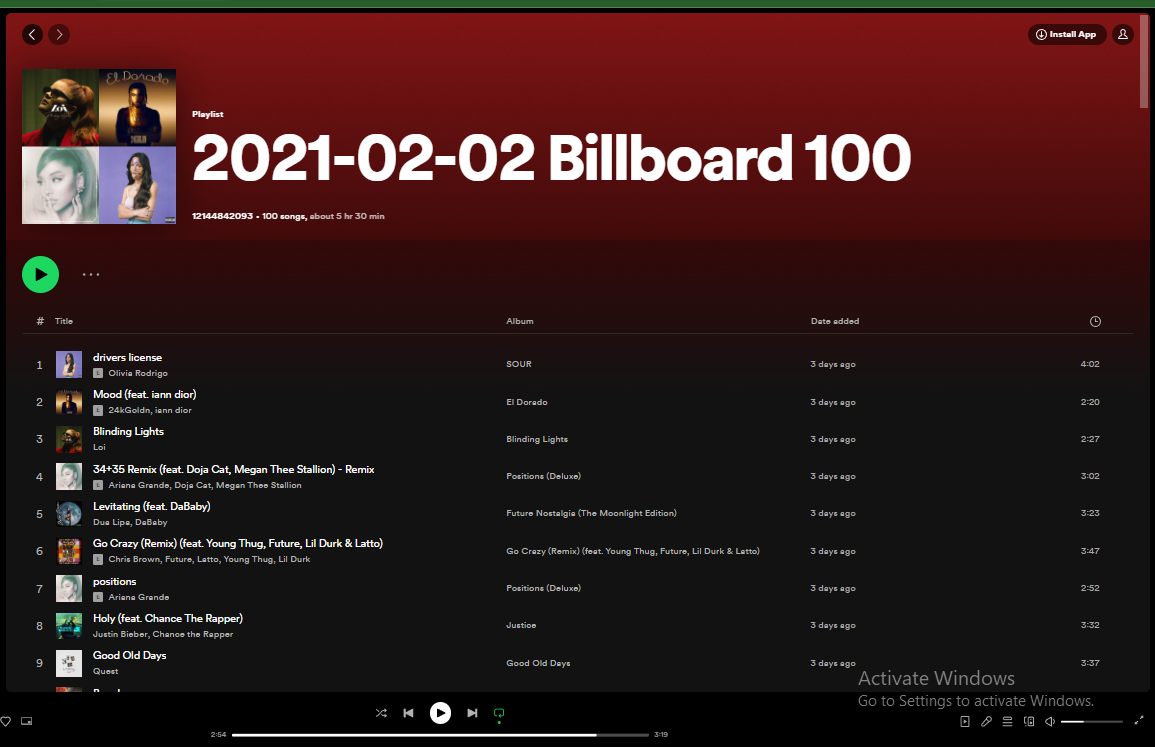 Install App
El Dorado
Playlist
2021-02-02 Billboard 100
12144842093 • 100 songs, about 5 hr 30 min
# Title Album Date added
1 drivers license SOUR 3 days ago 4:02
E Olivia Rodrigo
2 Mood (feat. iann dior) El Dorado 3 days ago 2:20
E 24kGoldn, iann dior
3 Blinding Lights Blinding Lights 3 days ago 2:27
Loi
4 34+35 Remix (feat. Doja Cat, Megan Thee Stallion) - Remix Positions (Deluxe) 3 days ago 3:02
E Ariana Grande, Doja Cat, Megan Thee Stallion
5 Levitating (feat. DaBaby) Future Nostalgia (The Moonlight Edition) 3 days ago 3:23
Dua Lipa, DaBaby
6 Go Crazy (Remix) (feat. Young Thug, Future, Lil Durk & Latto) Go Crazy (Remix) (feat. Young Thug, Future, Lil Durk & Latto) 3 days ago 3:47
E Chris Brown, Future, Latto, Young Thug, Lil Durk
7 positions Positions (Deluxe) 3 days ago 2:52
E Ariana Grande
8 Holy (feat. Chance The Rapper) Justice 3 days ago 3:32
Justin Bieber, Chance the Rapper
9 Good Old Days Good Old Days 3 days ago 3:37
Quest
Activate Windows
Go to Settings to activate Windows.
2:54 3:19